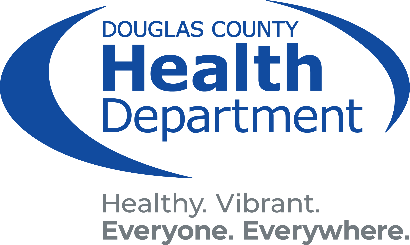 DOUGLAS COUNTY
Health
Department
Healthy. Vibrant.
Everyone. Everywhere.